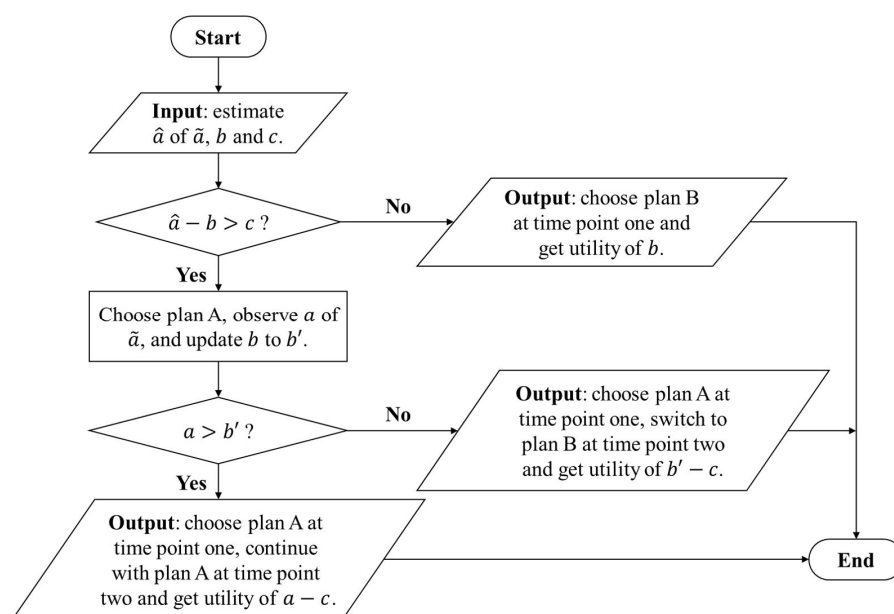 Start
Input: estimate
â of ã, b and c.
â − b > c ?
No
Output: choose plan B
at time point one and
get utility of b.
Yes
Choose plan A, observe a of
ã, and update b to b′.
a > b′ ?
No
Output: choose plan A at
time point one, switch to
plan B at time point two
and get utility of b′ − c.
Yes
Output: choose plan A at
time point one, continue
with plan A at time point
two and get utility of a − c.
End